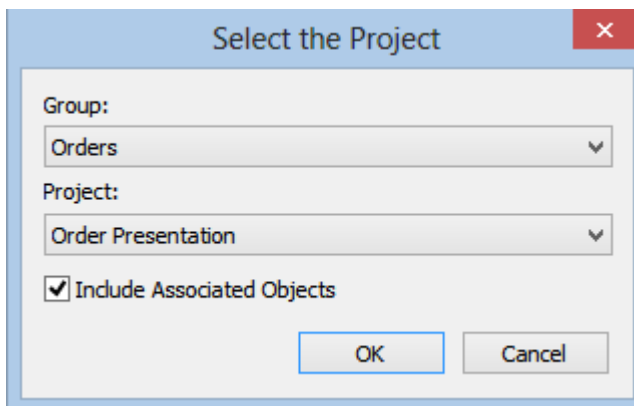 Select the Project
Group:
Orders
Project:
Order Presentation
Include Associated Objects
OK Cancel